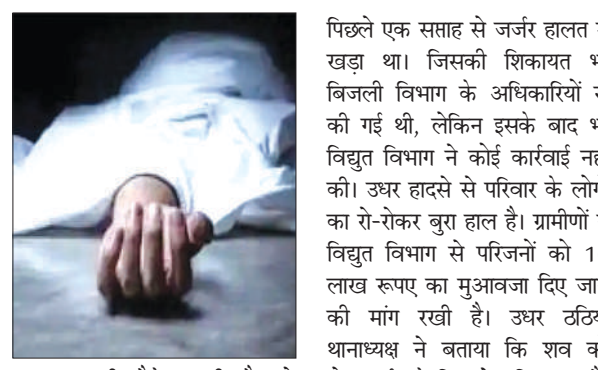 पिछले एक सप्ताह से जर्जर हालत
खड़ा था। जिसकी शिकायत
बिजली विभाग के अधिकारियों
की गई थी, लेकिन इसके बाद
विद्युत विभाग ने कोई कार्रवाई
की। उधर हादसे से परिवार के
का रो-रोकर बुरा हाल है। ग्रामीणों
विद्युत विभाग से परिजनों को
लाख रूपए का मुआवजा दिए
की मांग रखी है। उधर
थानाध्यक्ष ने बताया कि शव